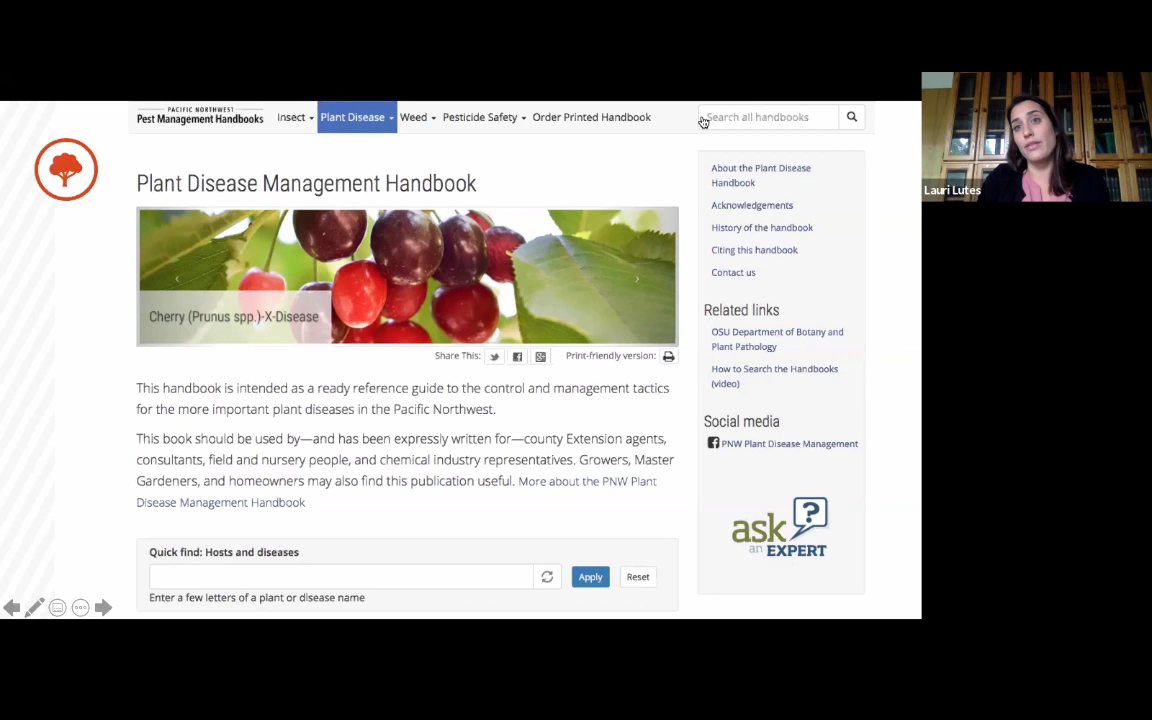 PACIFIC NORTHWEST
Pest Management Handbooks
Insect
Plant Disease
Weed
Pesticide Safety
Order Printed Handbook
Search all handbooks
Plant Disease Management Handbook
Cherry (Prunus spp.)-X-Disease
Share This:
Print-friendly version:
This handbook is intended as a ready reference guide to the control and management tactics
for the more important plant diseases in the Pacific Northwest.
This book should be used by—and has been expressly written for—county Extension agents,
consultants, field and nursery people, and chemical industry representatives. Growers, Master
Gardeners, and homeowners may also find this publication useful. More about the PNW Plant
Disease Management Handbook
Quick find: Hosts and diseases
Apply
Reset
Enter a few letters of a plant or disease name
About the Plant Disease
Handbook
Acknowledgements
History of the handbook
Citing this handbook
Contact us
Related links
OSU Department of Botany and
Plant Pathology
How to Search the Handbooks
(video)
Social media
PNW Plant Disease Management
ask
an EXPERT
?
Lauri Lutes